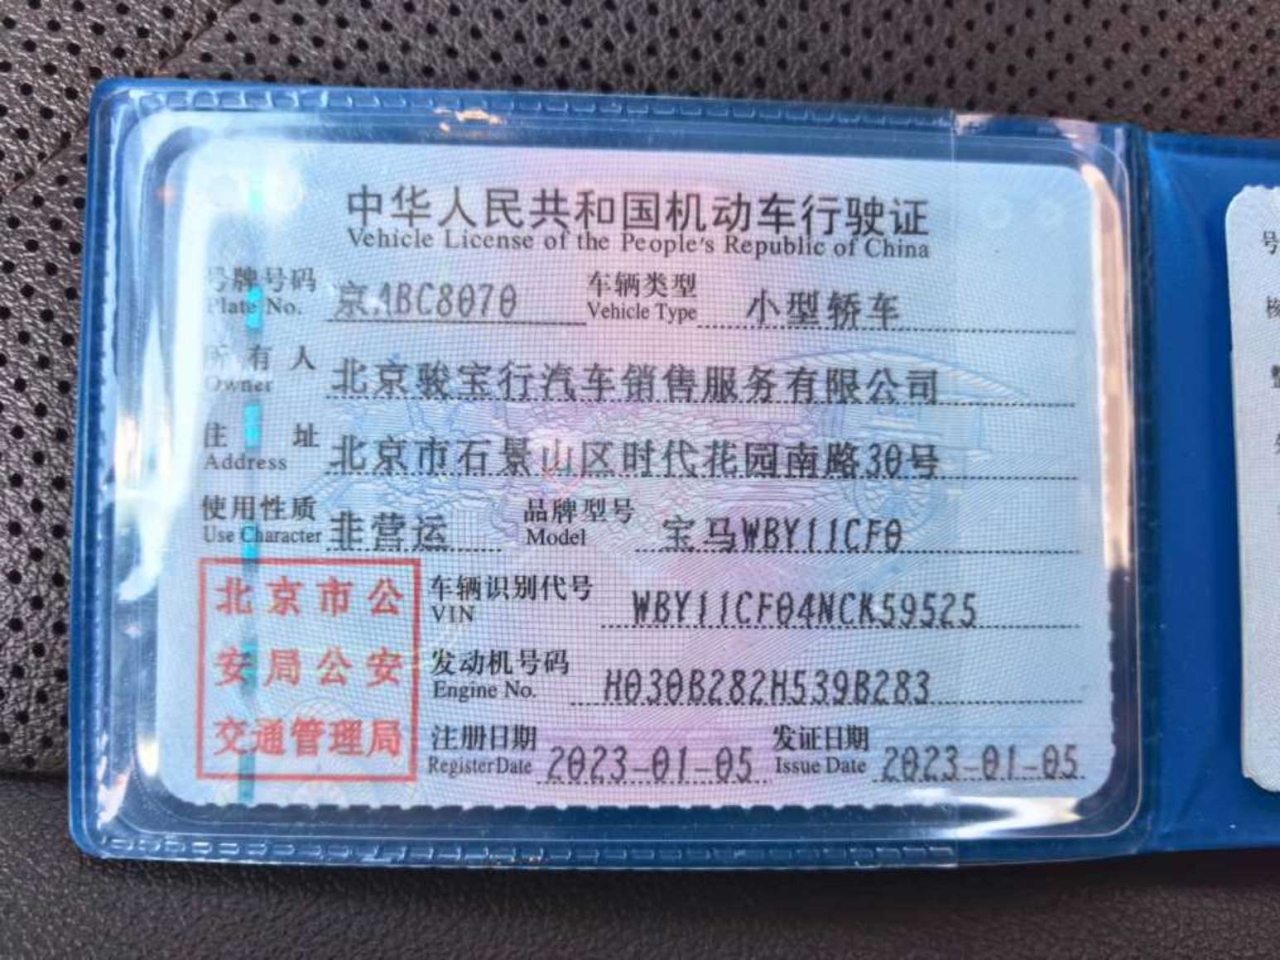 中华人民共和国机动车行驶证
Vehicle License of the People's Republic of China
号牌号码 京ABC8070 车辆类型 小型轿车
Plate No. Vehicle Type
所有人 北京骏宝行汽车销售服务有限公司
Owner
住址 北京市石景山区时代花园南路30号
Address
使用性质 非营运 品牌型号 宝马WBY11CF0
Use Character Model
北京市公
安局公安
交通管理局
车辆识别代号 WBY11CF04NCK59525
VIN
发动机号码 H030B282H539B283
Engine No.
注册日期 2023-01-05 发证日期 2023-01-05
Register Date Issue Date
号